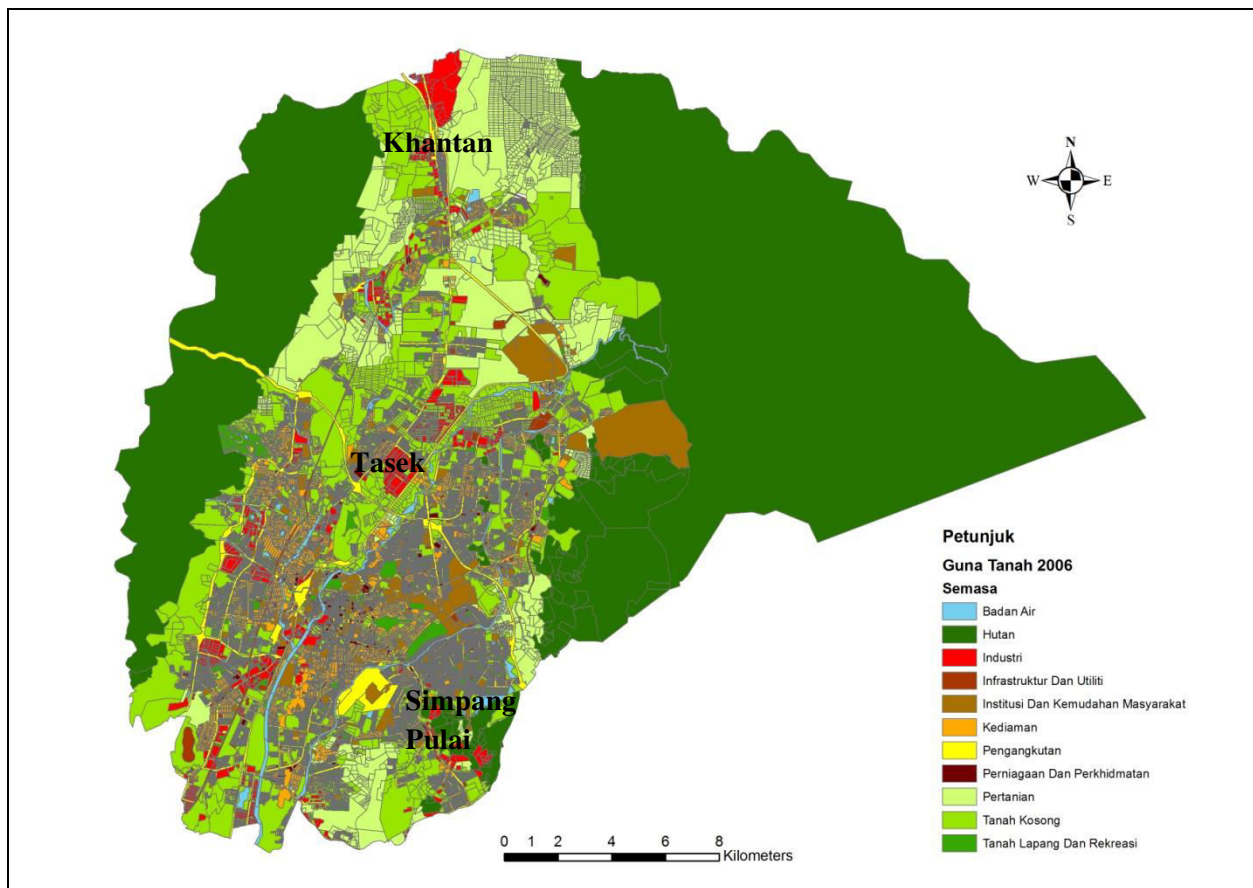 Khantan
N
W E
S
Tasek
Simpang
Pulai
Petunjuk
Guna Tanah 2006
Semasa
Badan Air
Hutan
Industri
Infrastruktur Dan Utiliti
Institusi Dan Kemudahan Masyarakat
Kediaman
Pengangkutan
Perniagaan Dan Perkhidmatan
Pertanian
Tanah Kosong
Tanah Lapang Dan Rekreasi
0 1 2 4 6 8
Kilometers